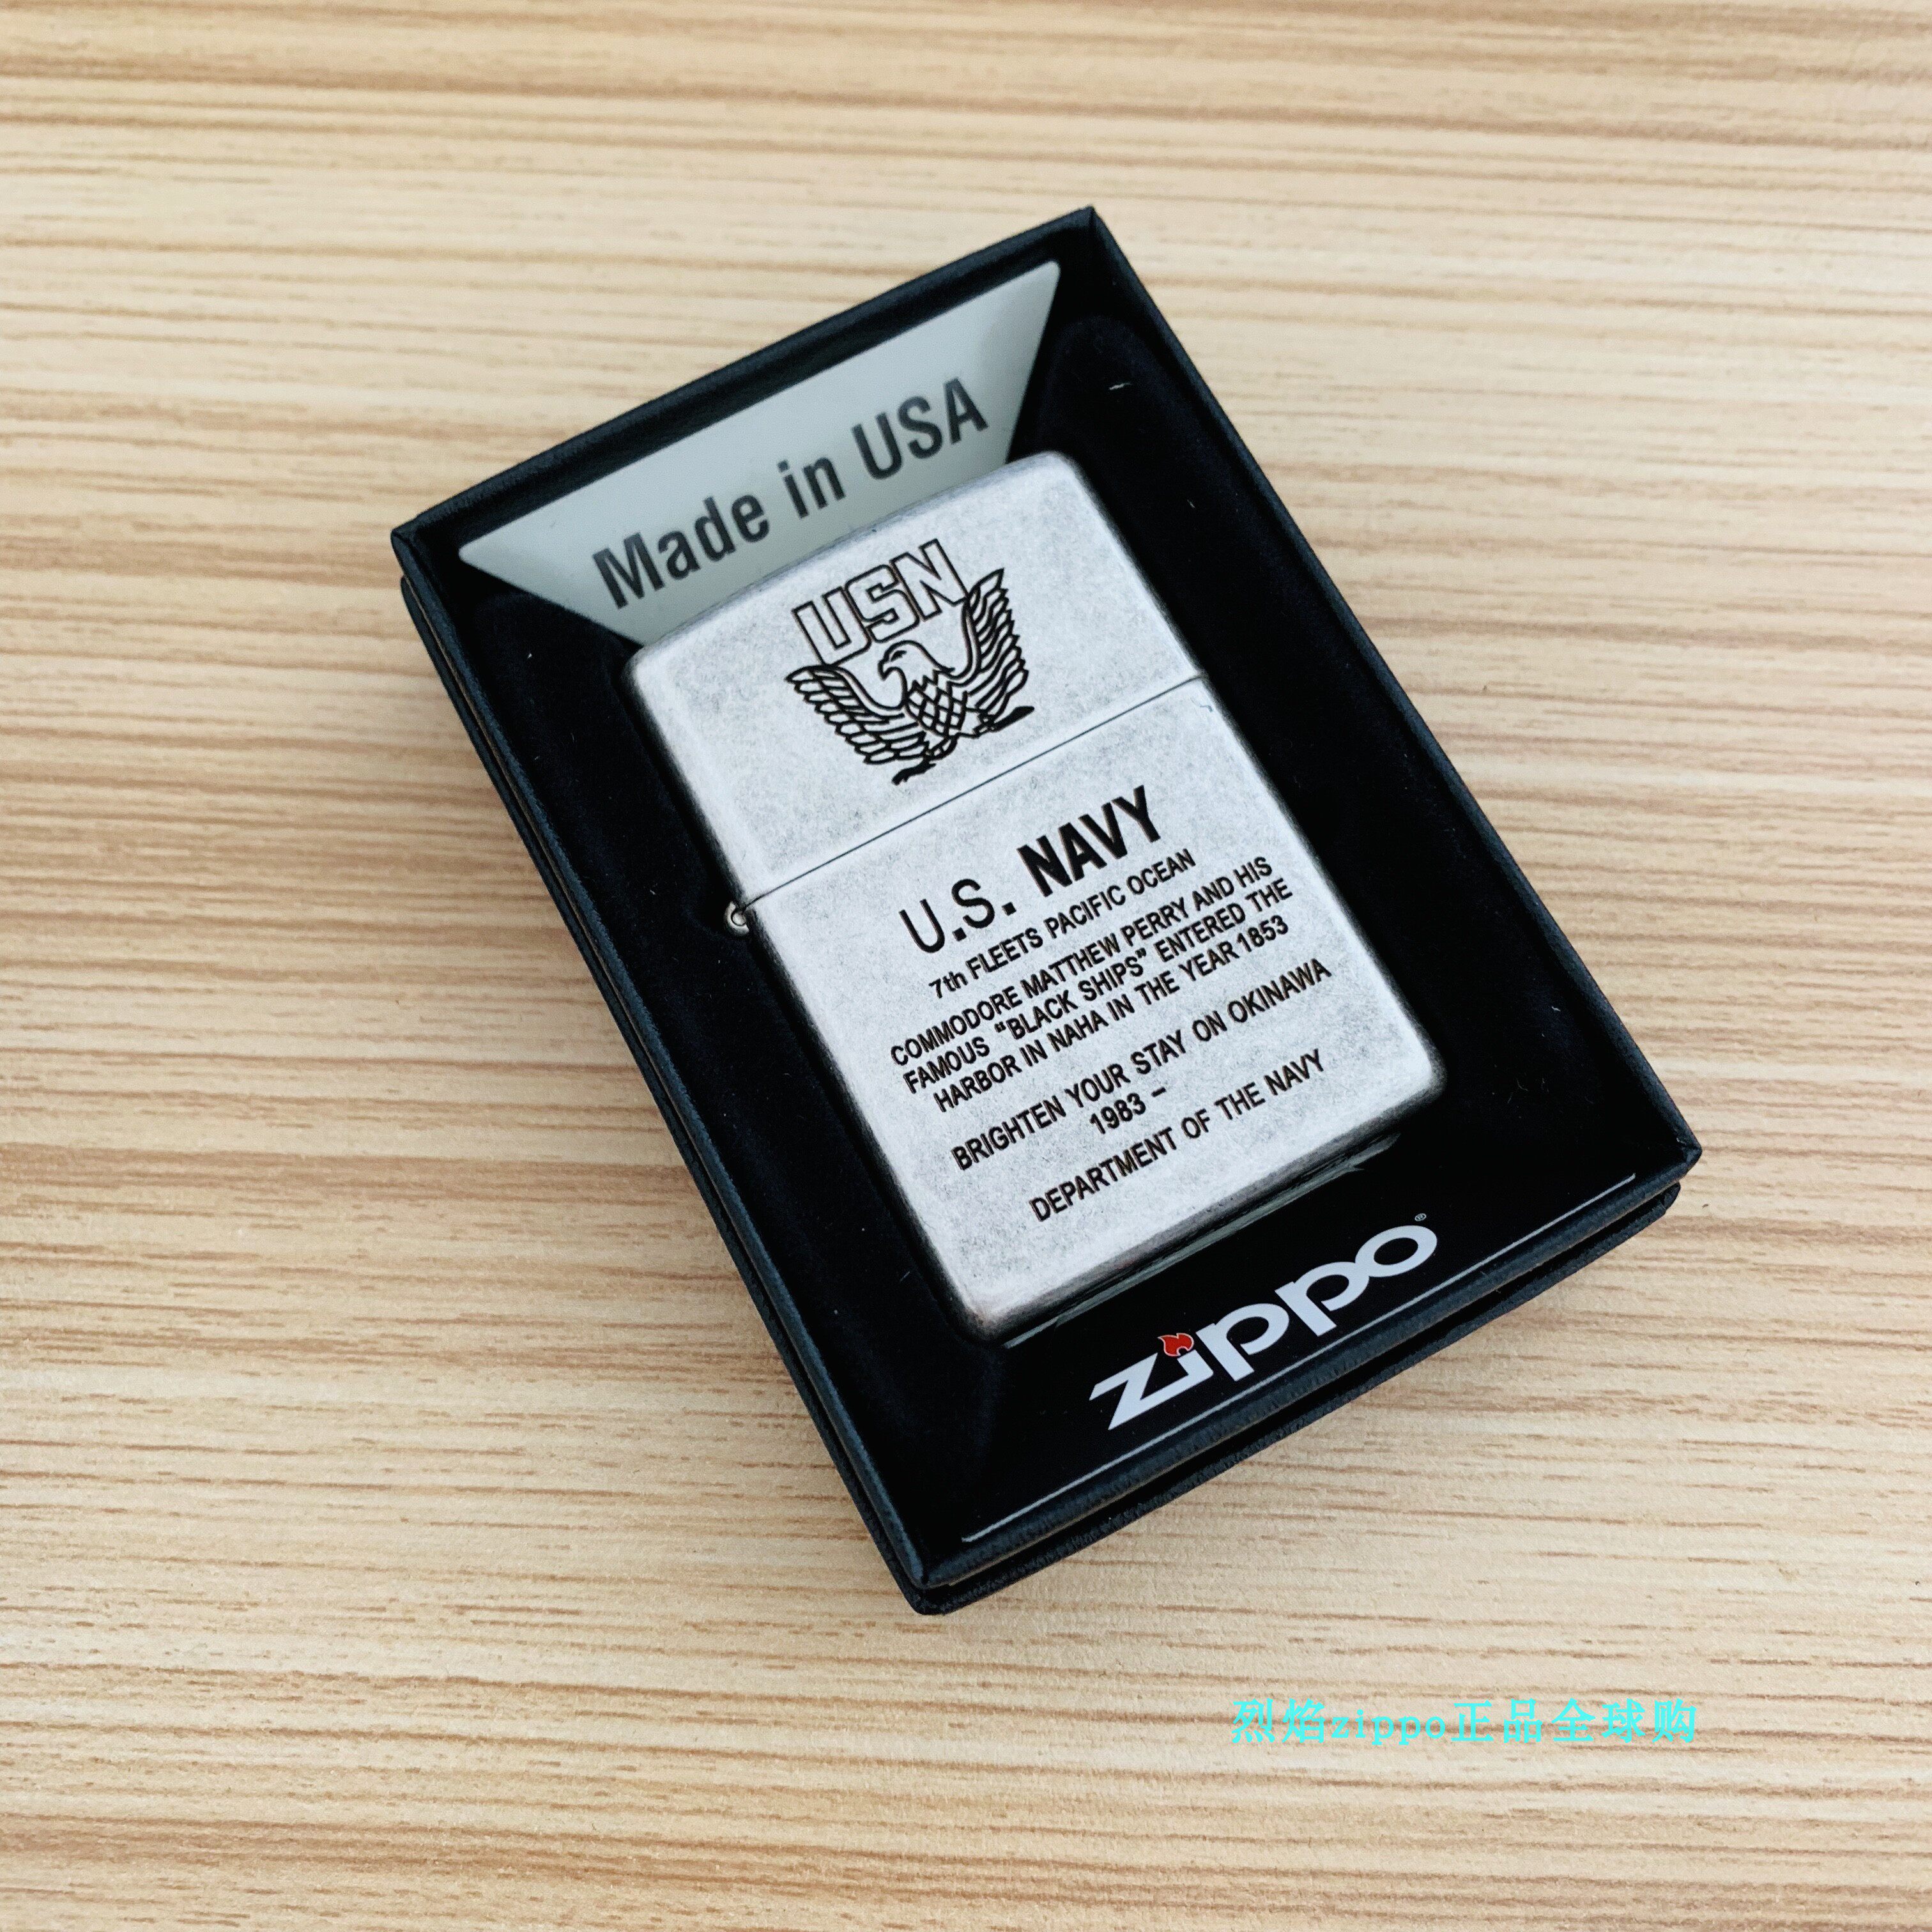 Made in USA
USN
U.S. NAVY
7th FLEETS PACIFIC OCEAN
COMMODORE MATTHEW PERRY AND HIS
FAMOUS “BLACK SHIPS” ENTERED THE
HARBOR IN NAHA IN THE YEAR 1853
BRIGHTEN YOUR STAY ON OKINAWA
1983 –
DEPARTMENT OF THE NAVY
zippo®
烈焰zippo正品全球购